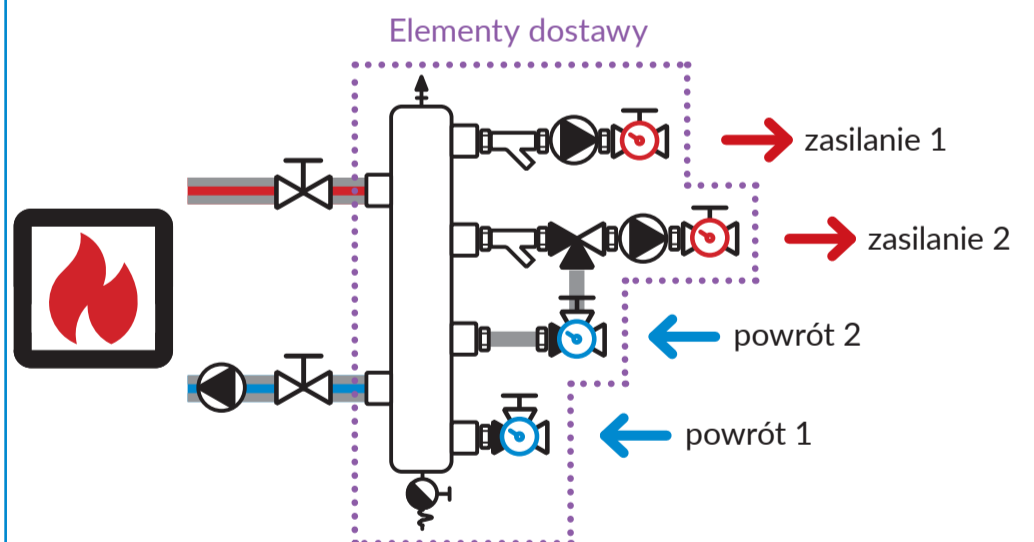 Elementy dostawy
zasilanie 1
zasilanie 2
powrót 2
powrót 1